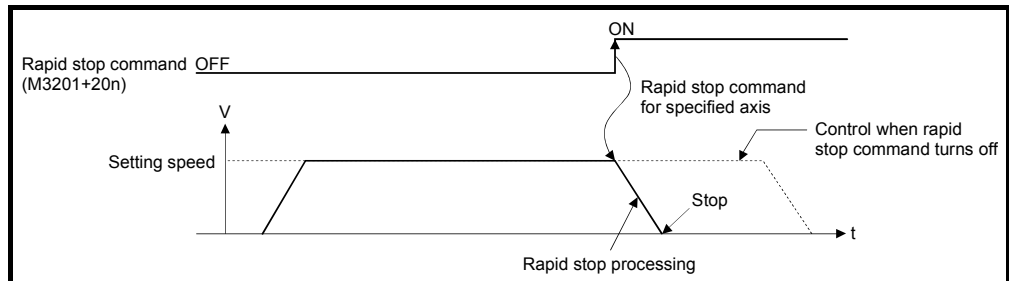 ON
Rapid stop command OFF
(M3201+20n)
Rapid stop command
for specified axis
V
Control when rapid
stop command turns off
Setting speed
Stop
t
Rapid stop processing